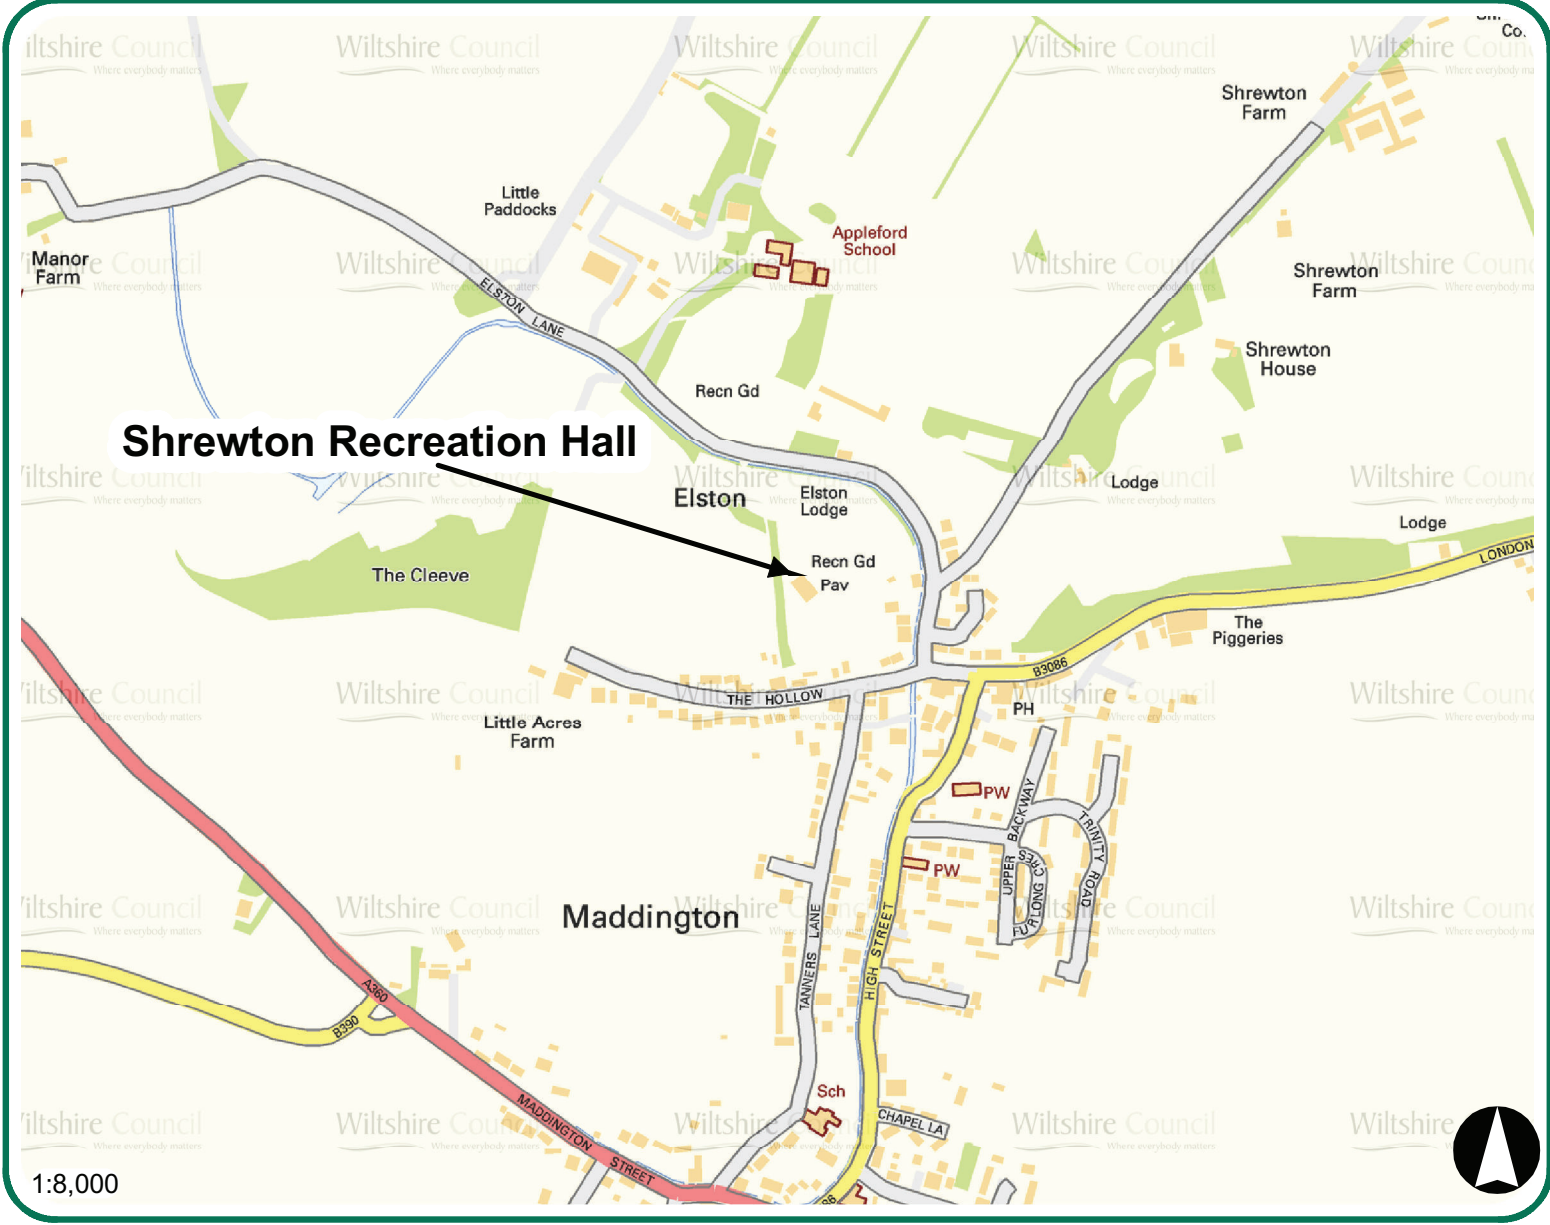 Wiltshire Council
Where everybody matters
Shrewton
Farm
Little
Paddocks
Appleford
School
Manor
Farm
Shrewton
Farm
ELSTON LANE
Shrewton
House
Recn Gd
Shrewton Recreation Hall
Lodge
Elston
Elston
Lodge
Lodge
LONDON
Recn Gd
Pav
The Cleeve
The
Piggeries
B3086
THE HOLLOW
PH
Little Acres
Farm
PW
UPPER BACKWAY
TRINITY ROAD
PW
FURLONG CRES
Maddington
TANNERS LANE
HIGH STREET
A360
B390
Sch
MADDINGTON STREET
CHAPEL LA
1:8,000